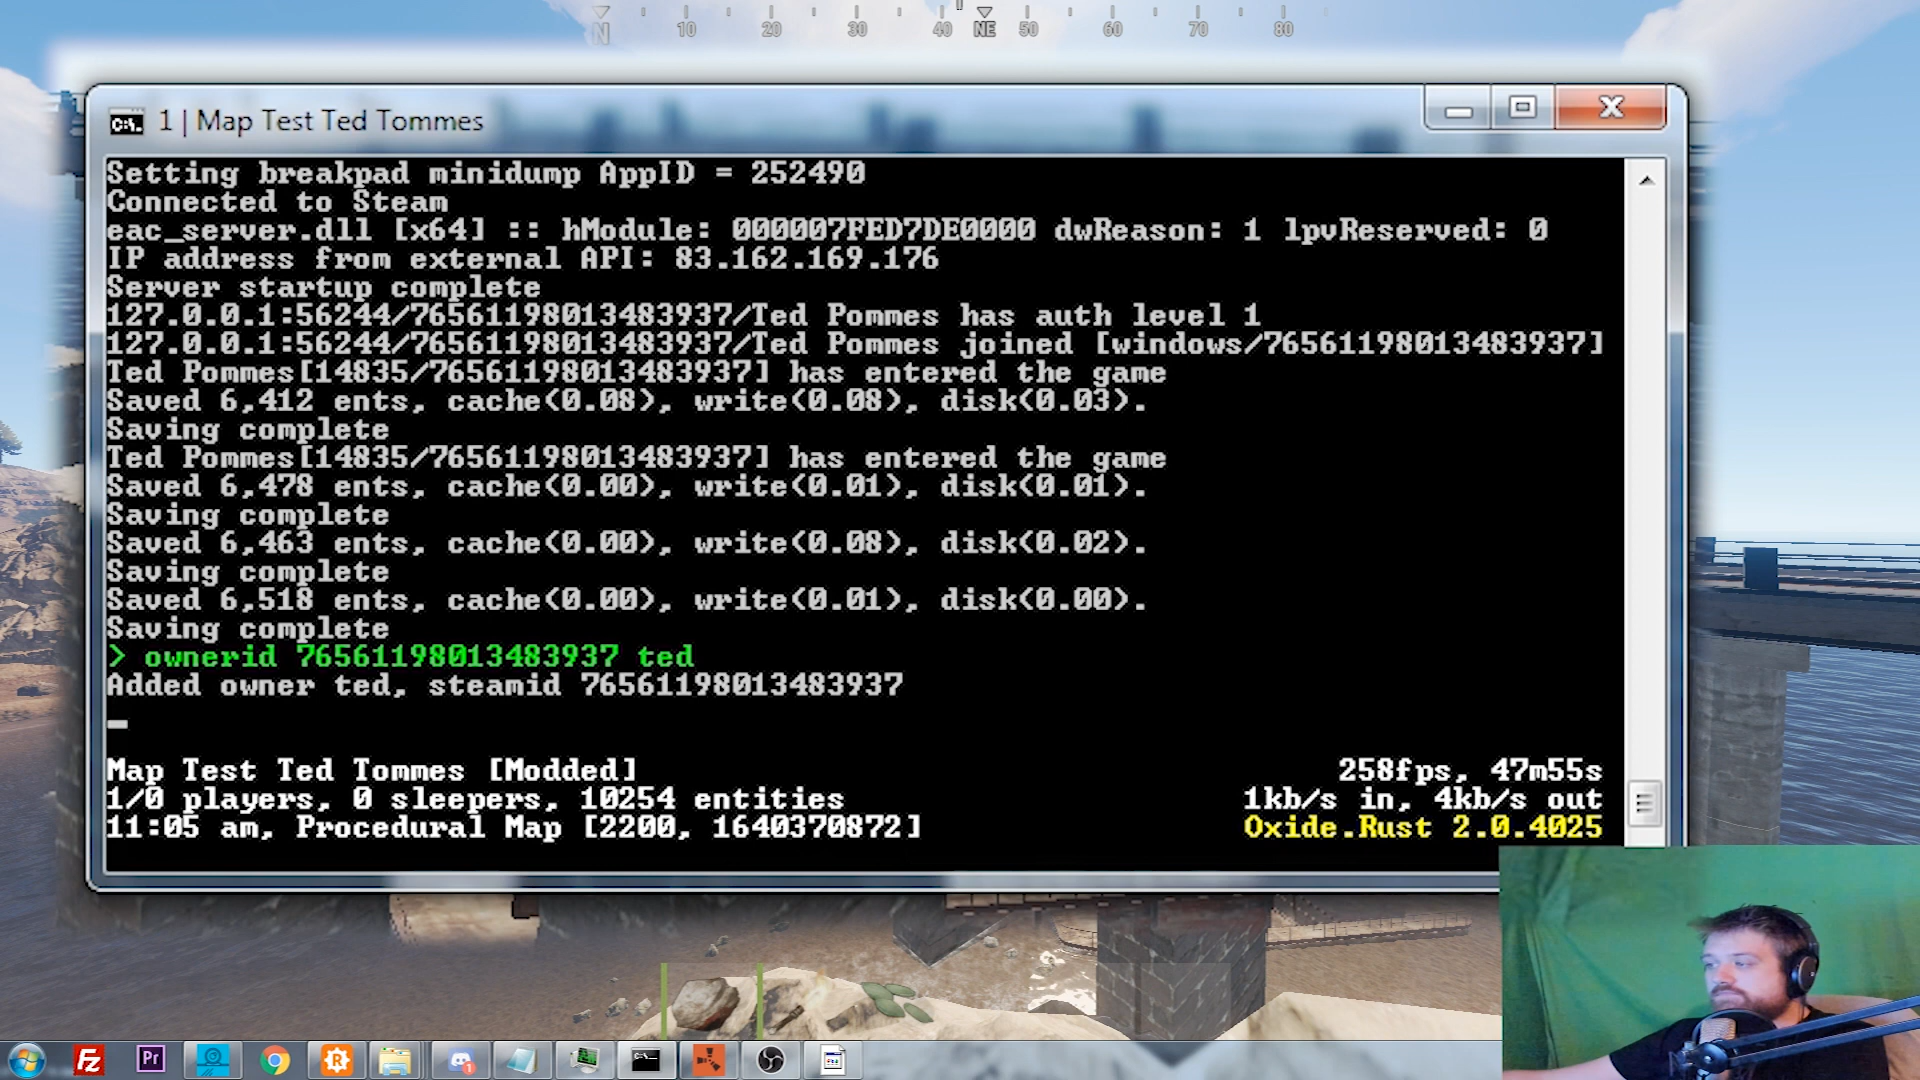 N 10 20 30 40 NE 50 60 70 80
C:\. 1 | Map Test Ted Tommes
Setting breakpad minidump AppID = 252490
Connected to Steam
eac_server.dll [x64] :: hModule: 000007FED7DE0000 dwReason: 1 lpvReserved: 0
IP address from external API: 83.162.169.176
Server startup complete
127.0.0.1:56244/76561198013483937/Ted Pommes has auth level 1
127.0.0.1:56244/76561198013483937/Ted Pommes joined [windows/76561198013483937]
Ted Pommes[14835/76561198013483937] has entered the game
Saved 6,412 ents, cache(0.08), write(0.08), disk(0.03).
Saving complete
Ted Pommes[14835/76561198013483937] has entered the game
Saved 6,478 ents, cache(0.00), write(0.01), disk(0.01).
Saving complete
Saved 6,463 ents, cache(0.00), write(0.08), disk(0.02).
Saving complete
Saved 6,518 ents, cache(0.00), write(0.01), disk(0.00).
Saving complete
> ownerid 76561198013483937 ted
Added owner ted, steamid 76561198013483937
Map Test Ted Tommes [Modded] 258fps, 47m55s
1/0 players, 0 sleepers, 10254 entities 1kb/s in, 4kb/s out
11:05 am, Procedural Map [2200, 1640370872] Oxide.Rust 2.0.4025
Fz Pr R 1 C:\.